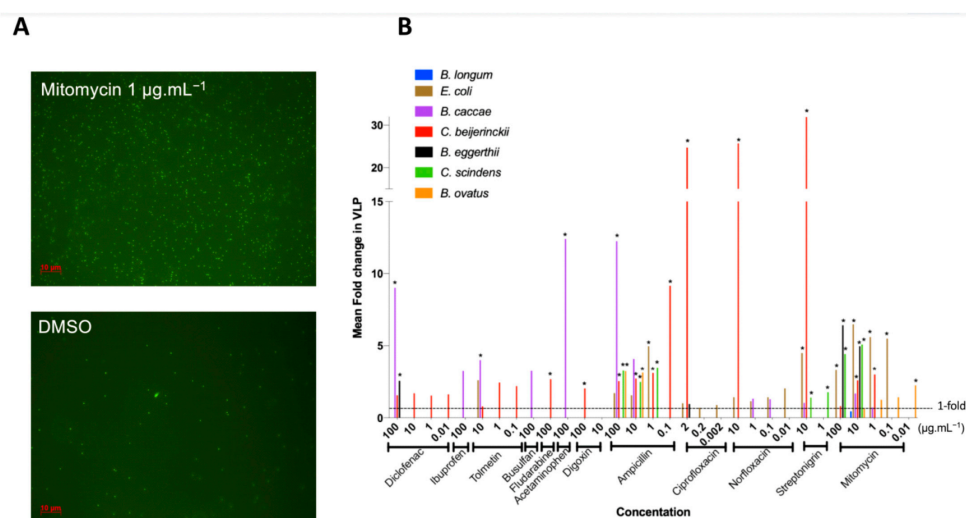 A
B
Mitomycin 1 µg.mL⁻¹
10 µm
DMSO
10 µm
B. longum
E. coli
B. caccae
C. beijerinckii
B. eggerthii
C. scindens
B. ovatus
Mean Fold change in VLP
30
20
15
10
5
0
1-fold
100 10 1 0.01 100 10 1 0.1 100 100 100 100 10 100 10 1 0.1 2 0.2 0.002 10 1 0.1 0.01 10 1 0.1 100 10 1 0.1 0.01
(µg.mL⁻¹)
Diclofenac
Ibuprofen
Tolmetin
Busulfan
Fludarabine
Acetaminophen
Digoxin
Ampicillin
Ciprofloxacin
Norfloxacin
Streptonigrin
Mitomycin
Concentation